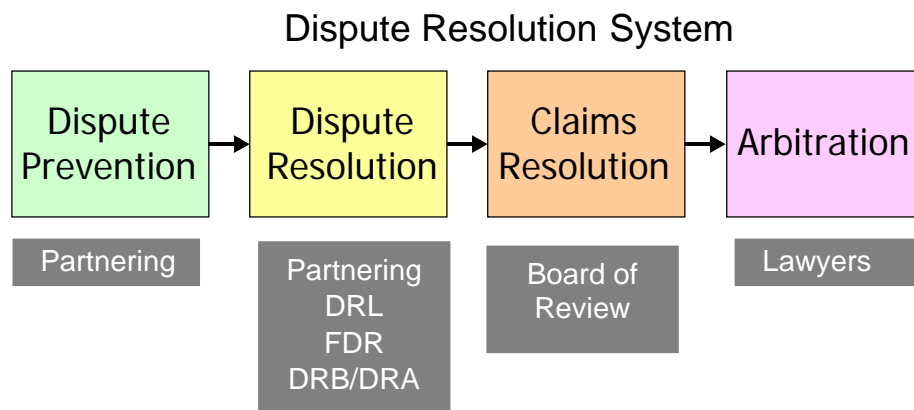 Dispute Resolution System
Dispute
Prevention
Dispute
Resolution
Claims
Resolution
Arbitration
Partnering
Partnering
DRL
FDR
DRB/DRA
Board of
Review
Lawyers